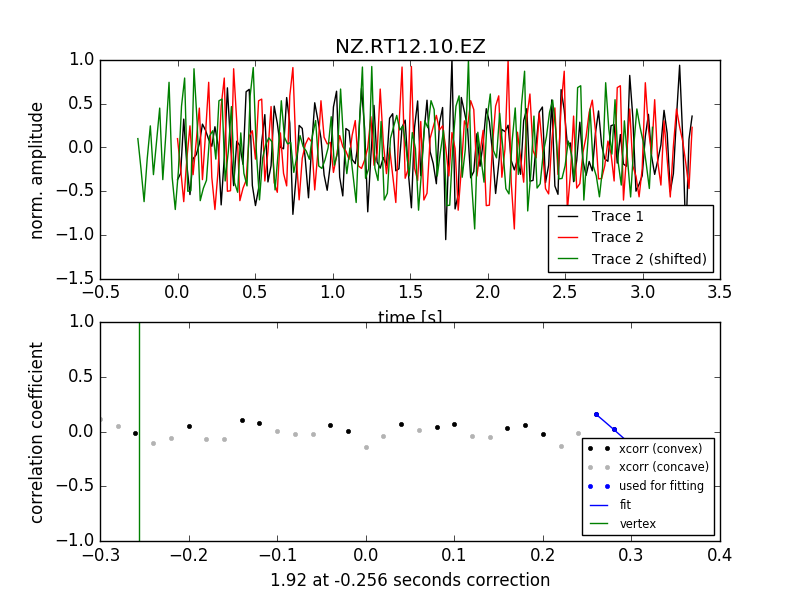 NZ.RT12.10.EZ
norm. amplitude
1.0
0.5
0.0
−0.5
−1.0
−1.5
Trace 1
Trace 2
Trace 2 (shifted)
−0.5 0.0 0.5 1.0 1.5 2.0 2.5 3.0 3.5
time [s]
correlation coefficient
1.0
0.5
0.0
−0.5
−1.0
xcorr (convex)
xcorr (concave)
used for fitting
fit
vertex
−0.3 −0.2 −0.1 0.0 0.1 0.2 0.3 0.4
1.92 at -0.256 seconds correction